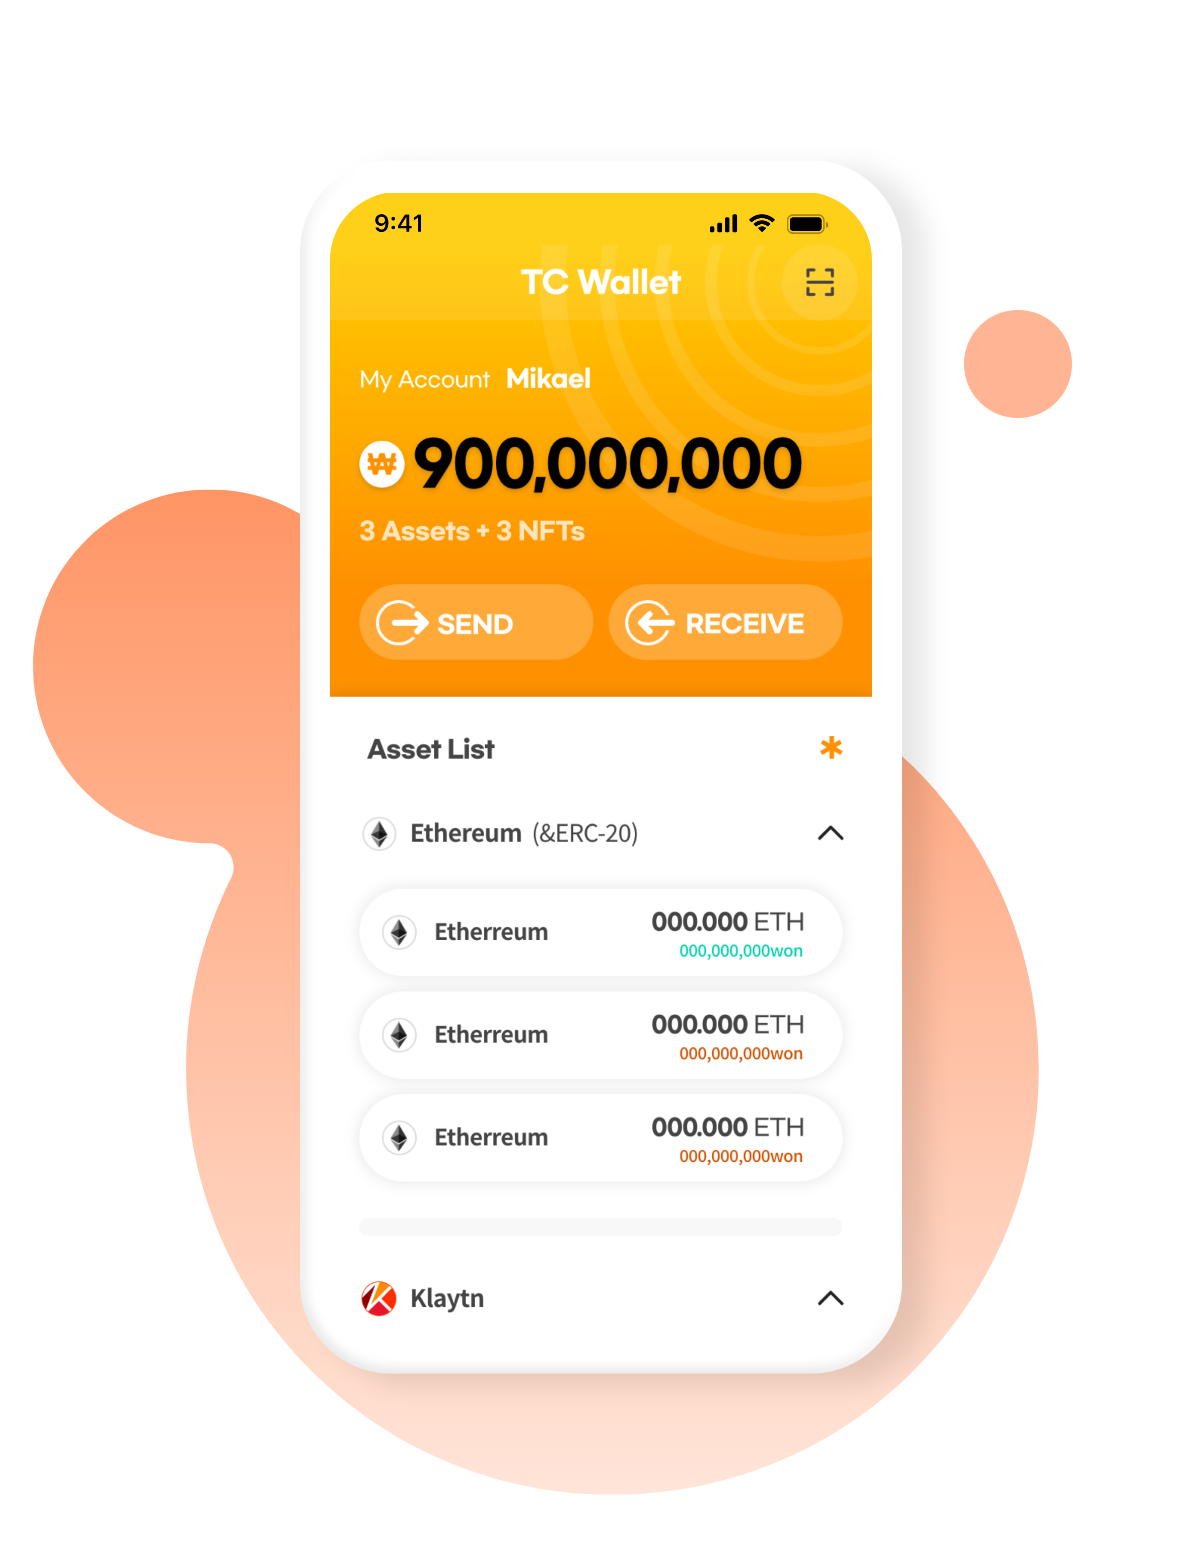 9:41
TC Wallet
My Account Mikael
₩ 900,000,000
3 Assets + 3 NFTs
SEND RECEIVE
Asset List *
Ethereum (&ERC-20)
Etherreum 000.000 ETH
000,000,000won
Etherreum 000.000 ETH
000,000,000won
Etherreum 000.000 ETH
000,000,000won
Klaytn